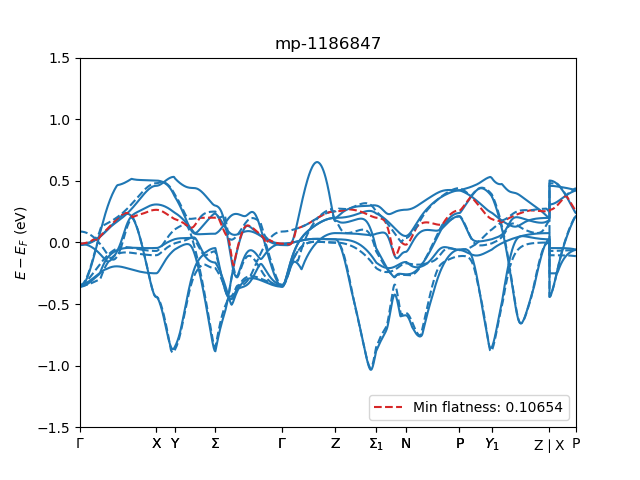 mp-1186847
E − E_F (eV)
1.5
1.0
0.5
0.0
−0.5
−1.0
−1.5
Min flatness: 0.10654
Γ X Y Σ Γ Z Σ₁ N P Y₁ Z | X P